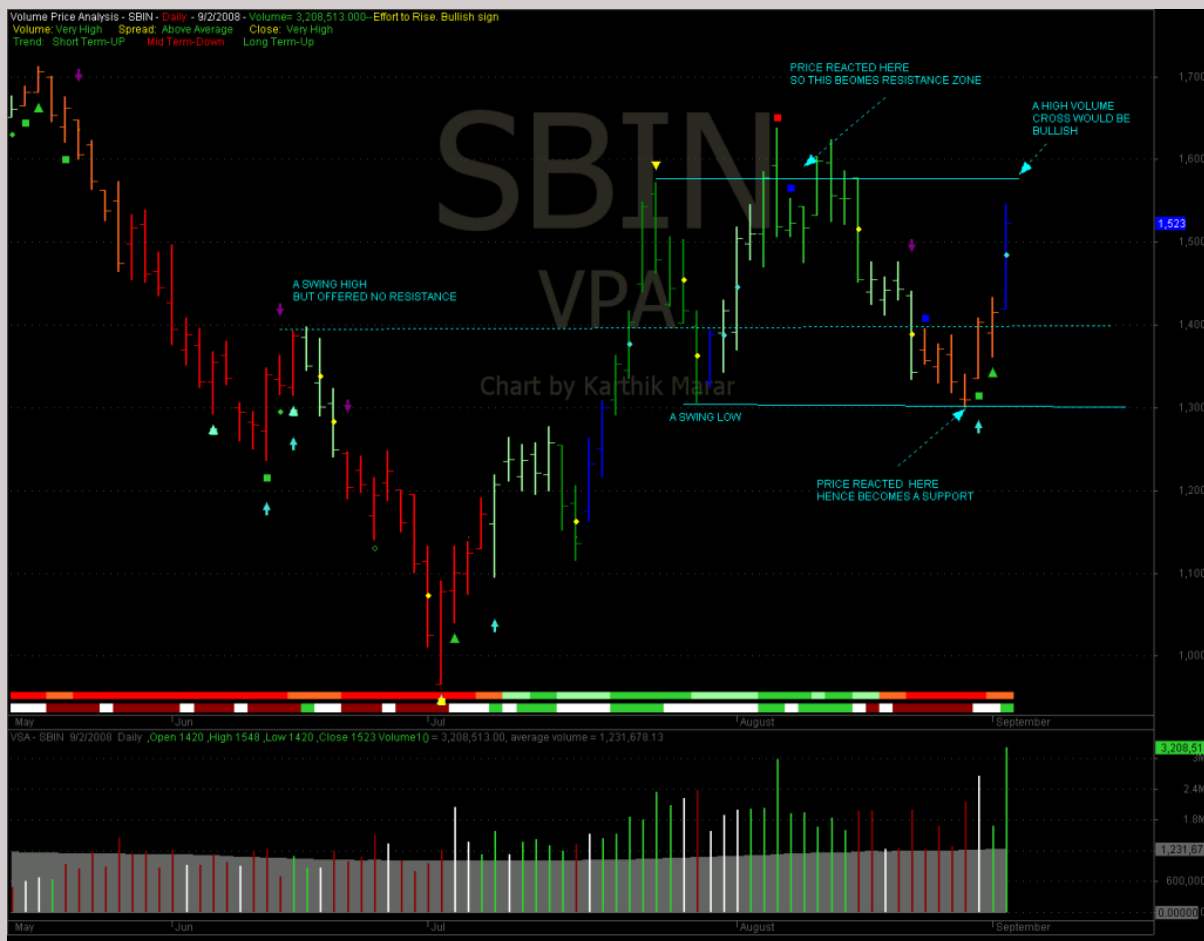 Volume Price Analysis - SBIN - Daily - 9/2/2008 - Volume= 3,208,513.000--Effort to Rise. Bullish sign
Volume: Very High Spread: Above Average Close: Very High
Trend: Short Term-UP Mid Term-Down Long Term-Up
PRICE REACTED HERE
SO THIS BEOMES RESISTANCE ZONE
A HIGH VOLUME
CROSS WOULD BE
BULLISH
SBIN
VPA
Chart by Karthik Marar
A SWING HIGH
BUT OFFERED NO RESISTANCE
A SWING LOW
PRICE REACTED HERE
HENCE BECOMES A SUPPORT
1,700
1,600
1,523
1,500
1,400
1,300
1,200
1,100
1,000
May Jun Jul August September
VSA - SBIN 9/2/2008 Daily ,Open 1420 ,High 1548 ,Low 1420 ,Close 1523 Volume1() = 3,208,513.00, average volume = 1,231,678.13
3,208,51
3M
2.4M
1.8M
1,231,67
600,000
0.00000
May Jun Jul August September